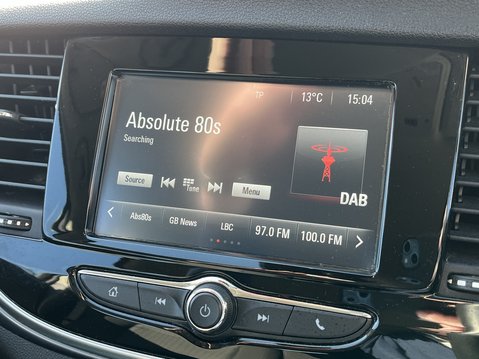 TP 13°C 15:04
Absolute 80s
Searching
Source Tune Menu
DAB
Abs80s GB News LBC 97.0 FM 100.0 FM